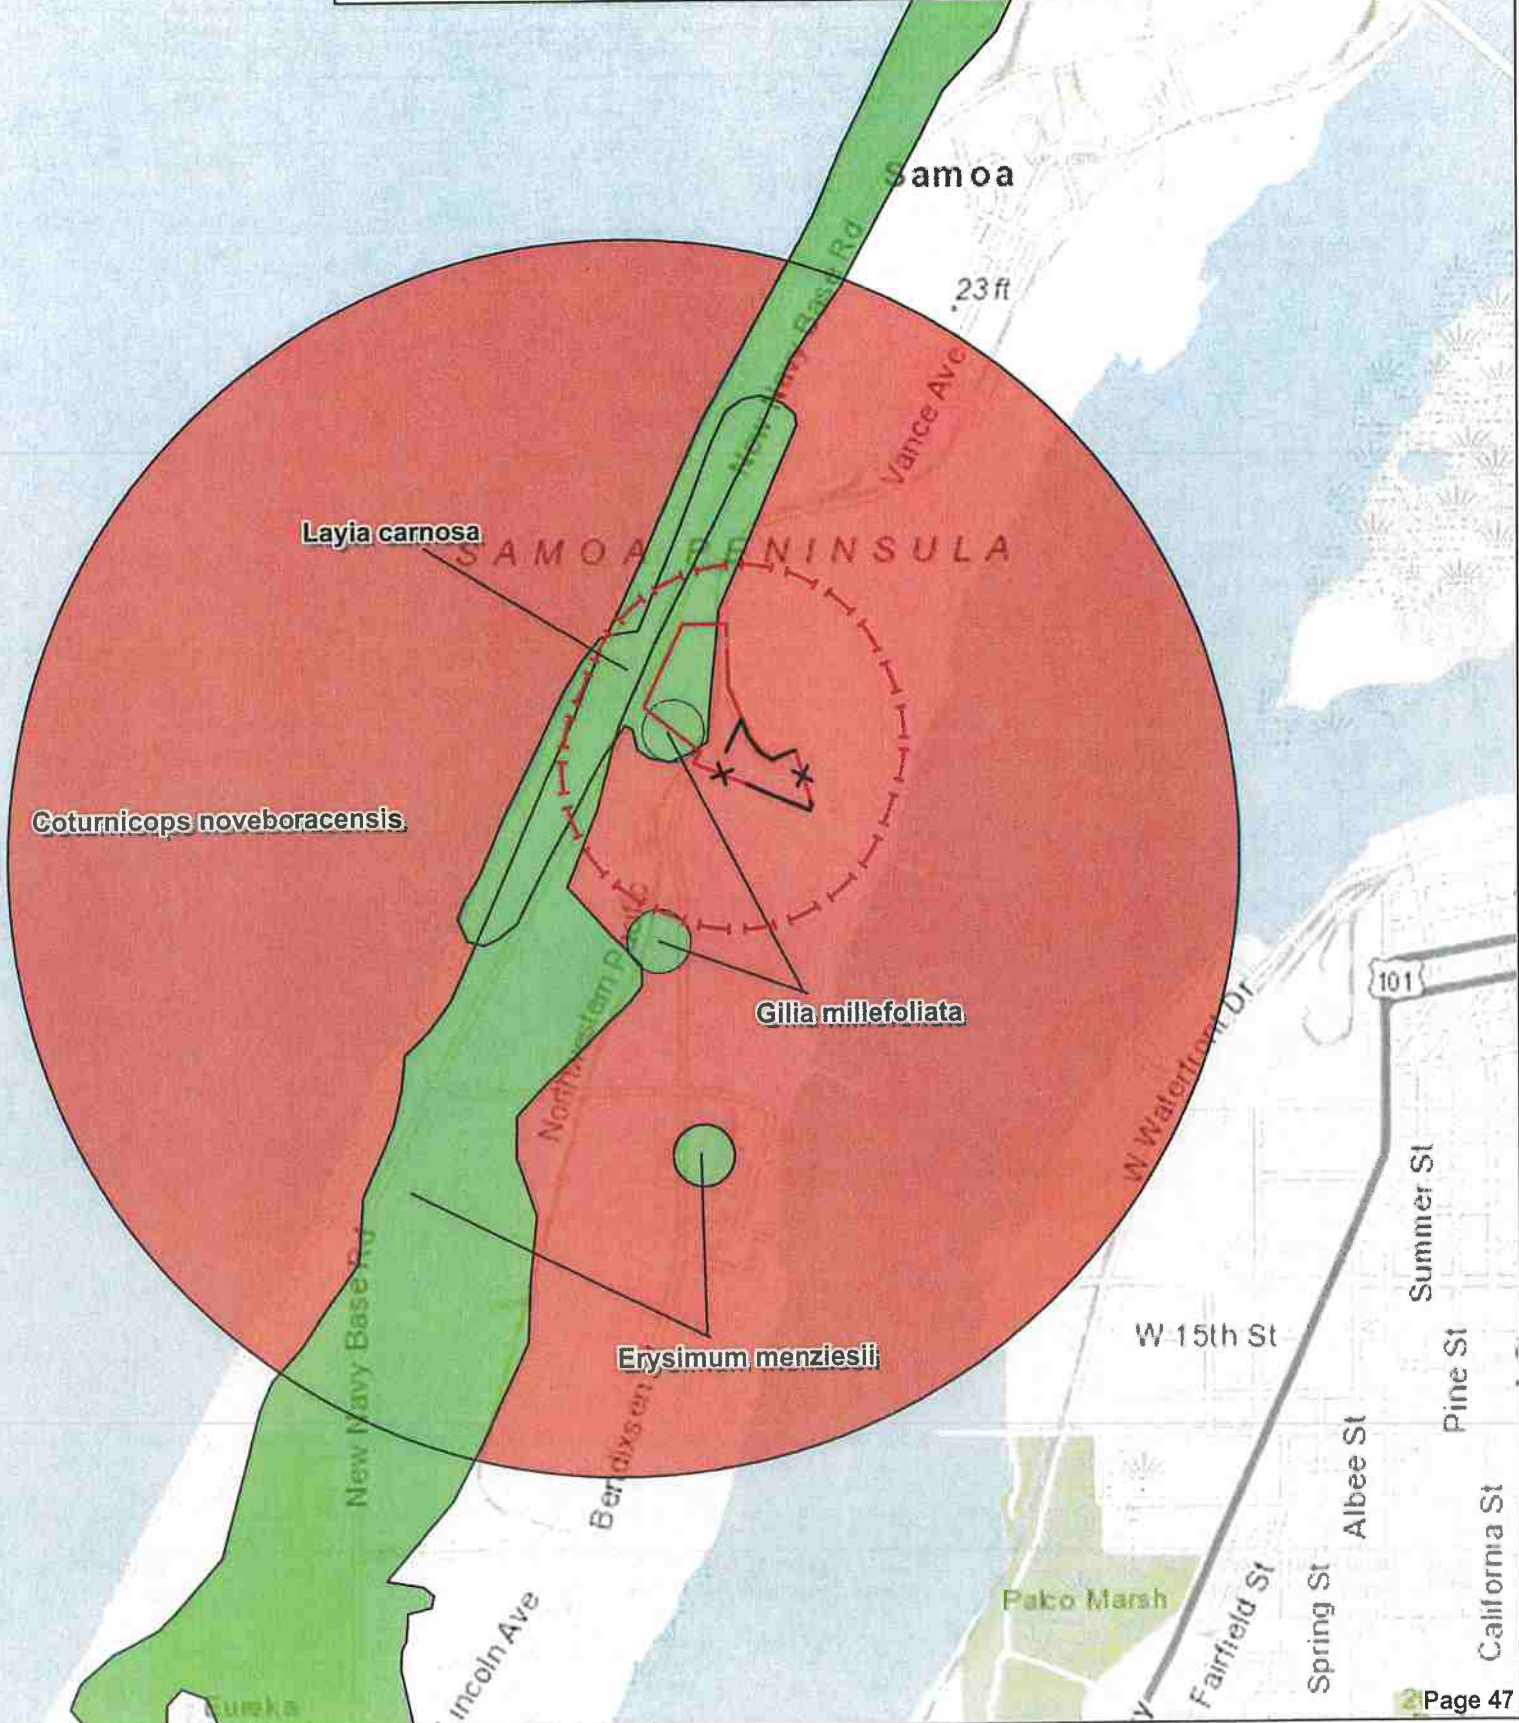 Samoa
New Navy Base Rd
23 ft
Vance Ave
Layia carnosa
SAMOA PENINSULA
Coturnicops noveboracensis
101
Gilia millefoliata
W Waterfront Dr
Summer St
W 15th St
Erysimum menziesii
New Navy Base Rd
Pine St
Albee St
California St
Palco Marsh
Fairfield St
Spring St
Lincoln Ave
Eureka
Page 47